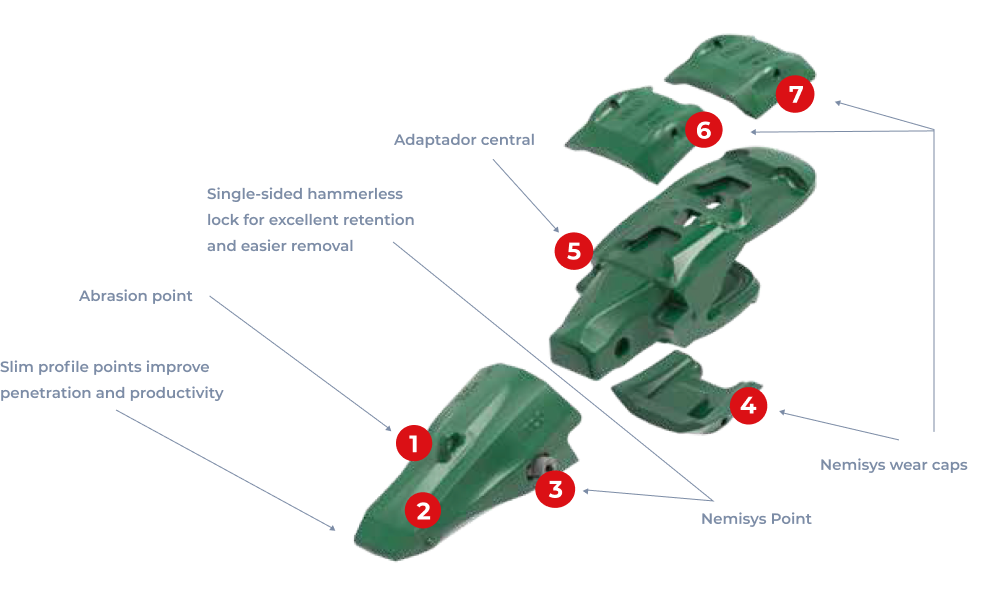 7
6
Adaptador central
Single-sided hammerless
lock for excellent retention
and easier removal
5
Abrasion point
Slim profile points improve
penetration and productivity
4
1
Nemisys wear caps
3
2
Nemisys Point